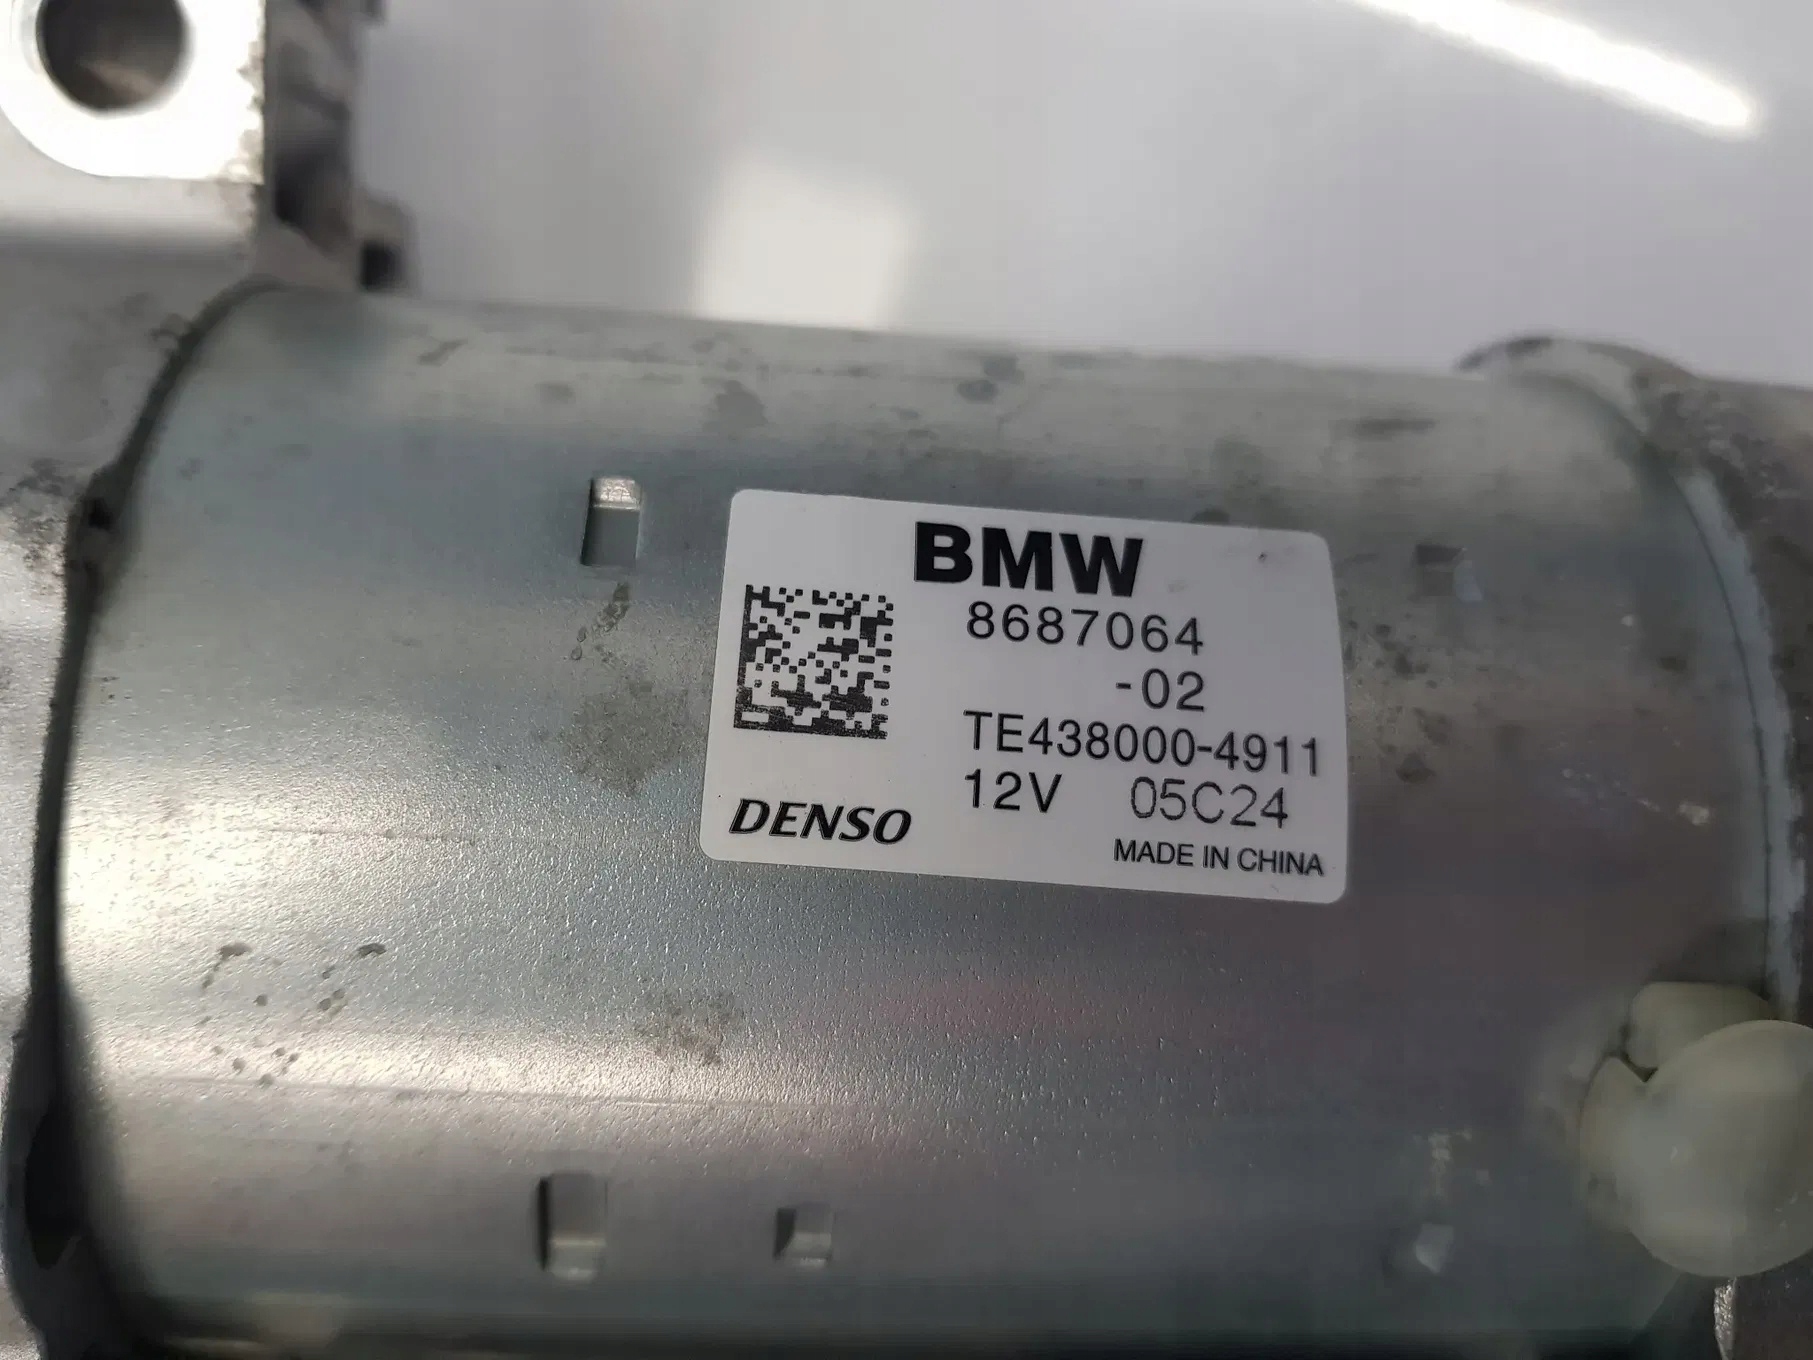 BMW
8687064
-02
TE438000-4911
12V 05C24
DENSO
MADE IN CHINA